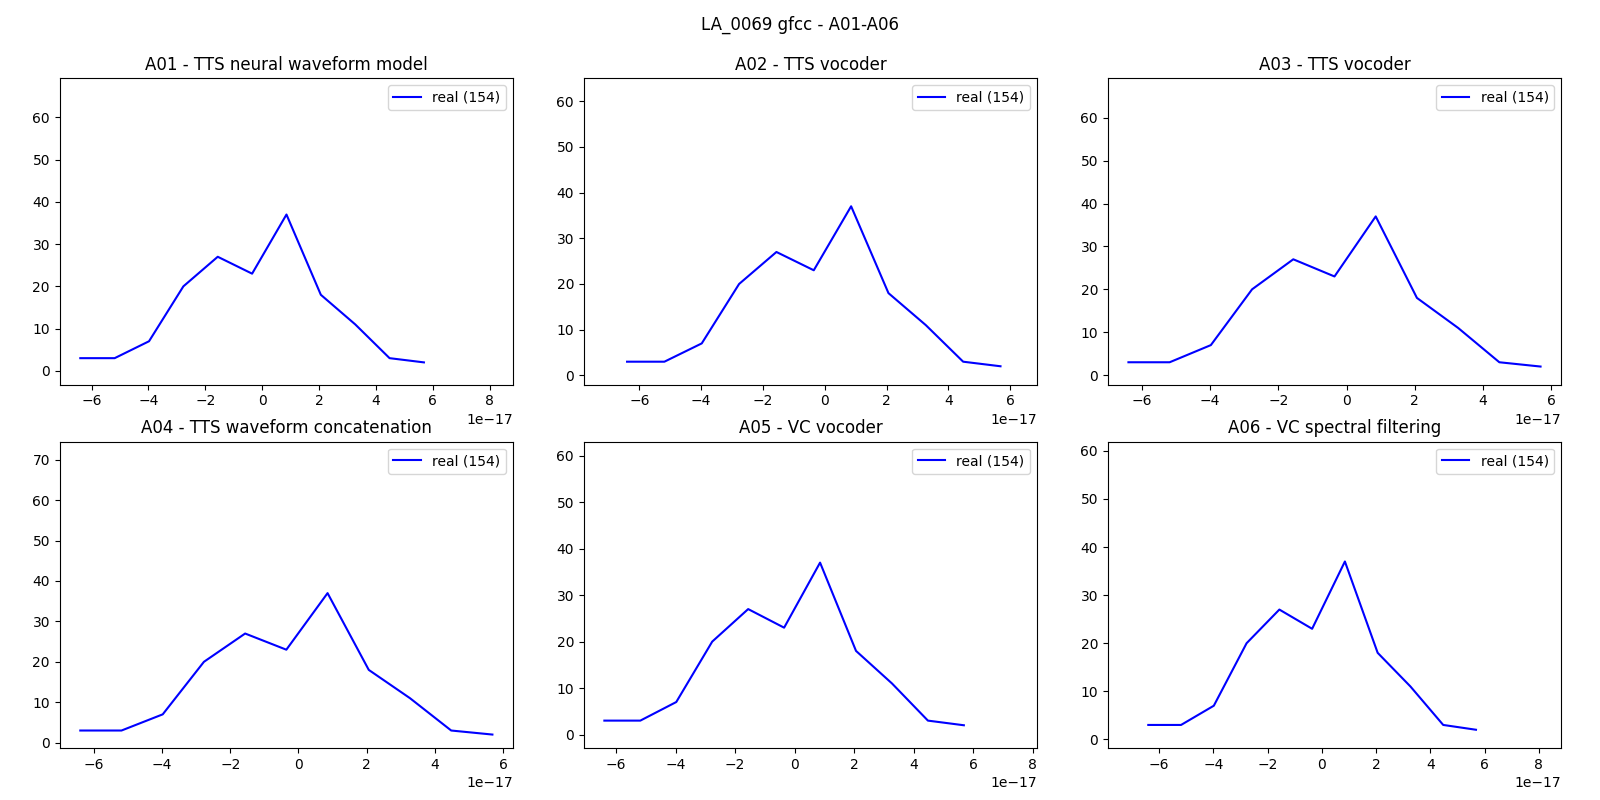 LA_0069 gfcc - A01-A06
A01 - TTS neural waveform model
real (154)
60
50
40
30
20
10
0
−6 −4 −2 0 2 4 6 8
1e−17
A02 - TTS vocoder
real (154)
60
50
40
30
20
10
0
−6 −4 −2 0 2 4 6
1e−17
A03 - TTS vocoder
real (154)
60
50
40
30
20
10
0
−6 −4 −2 0 2 4 6
1e−17
A04 - TTS waveform concatenation
real (154)
70
60
50
40
30
20
10
0
−6 −4 −2 0 2 4 6
1e−17
A05 - VC vocoder
real (154)
60
50
40
30
20
10
0
−6 −4 −2 0 2 4 6 8
1e−17
A06 - VC spectral filtering
real (154)
60
50
40
30
20
10
0
−6 −4 −2 0 2 4 6 8
1e−17